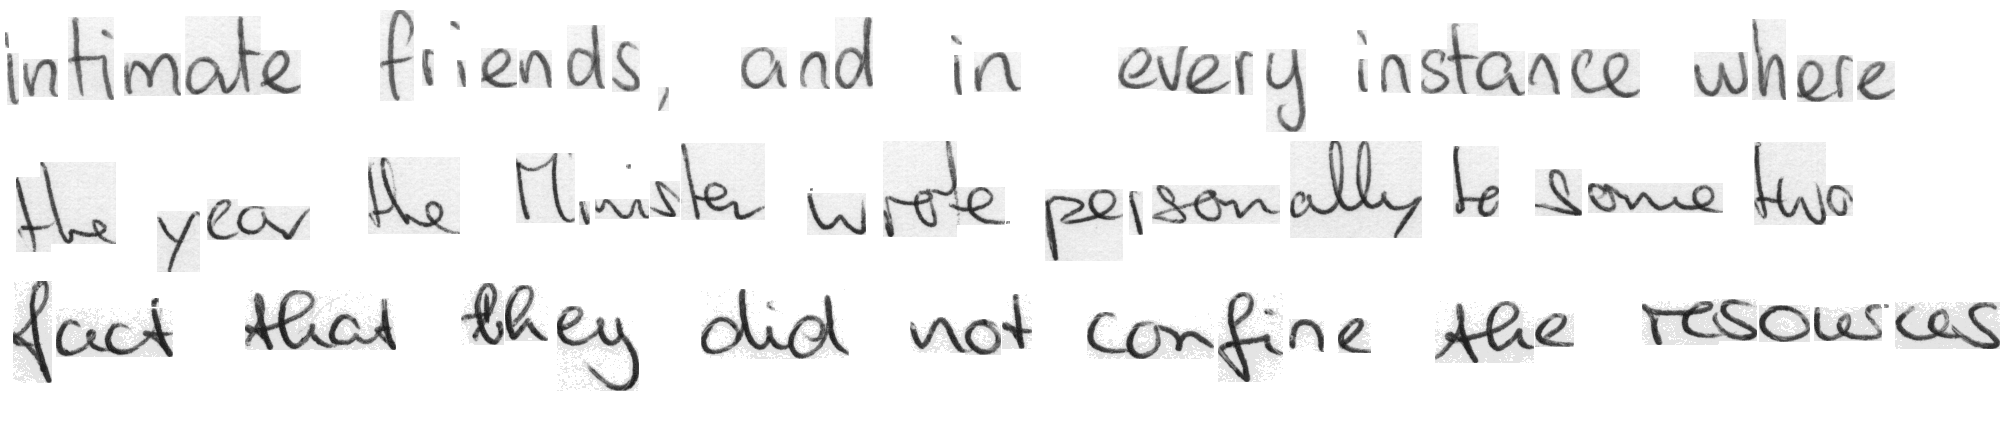 intimate friends, and in every instance where
the year the Minister wrote personally to some two
fact that they did not confine the resources